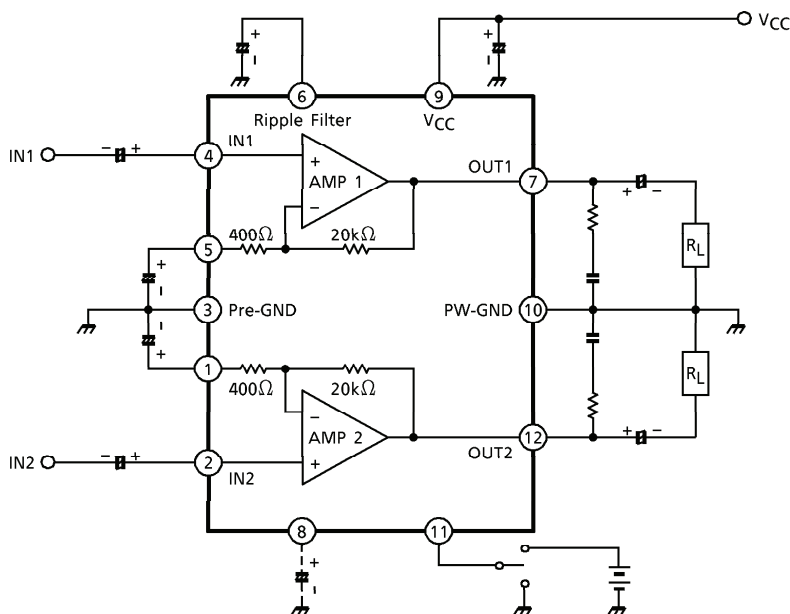 +
+
VCC
6
9
Ripple Filter
VCC
IN1
− +
4
IN1
+
AMP 1
−
OUT1
7
+ −
5
400Ω
20kΩ
RL
+
3
Pre-GND
PW-GND
10
+
1
400Ω
20kΩ
RL
−
AMP 2
+
IN2
− +
2
IN2
OUT2
12
+ −
8
11
+